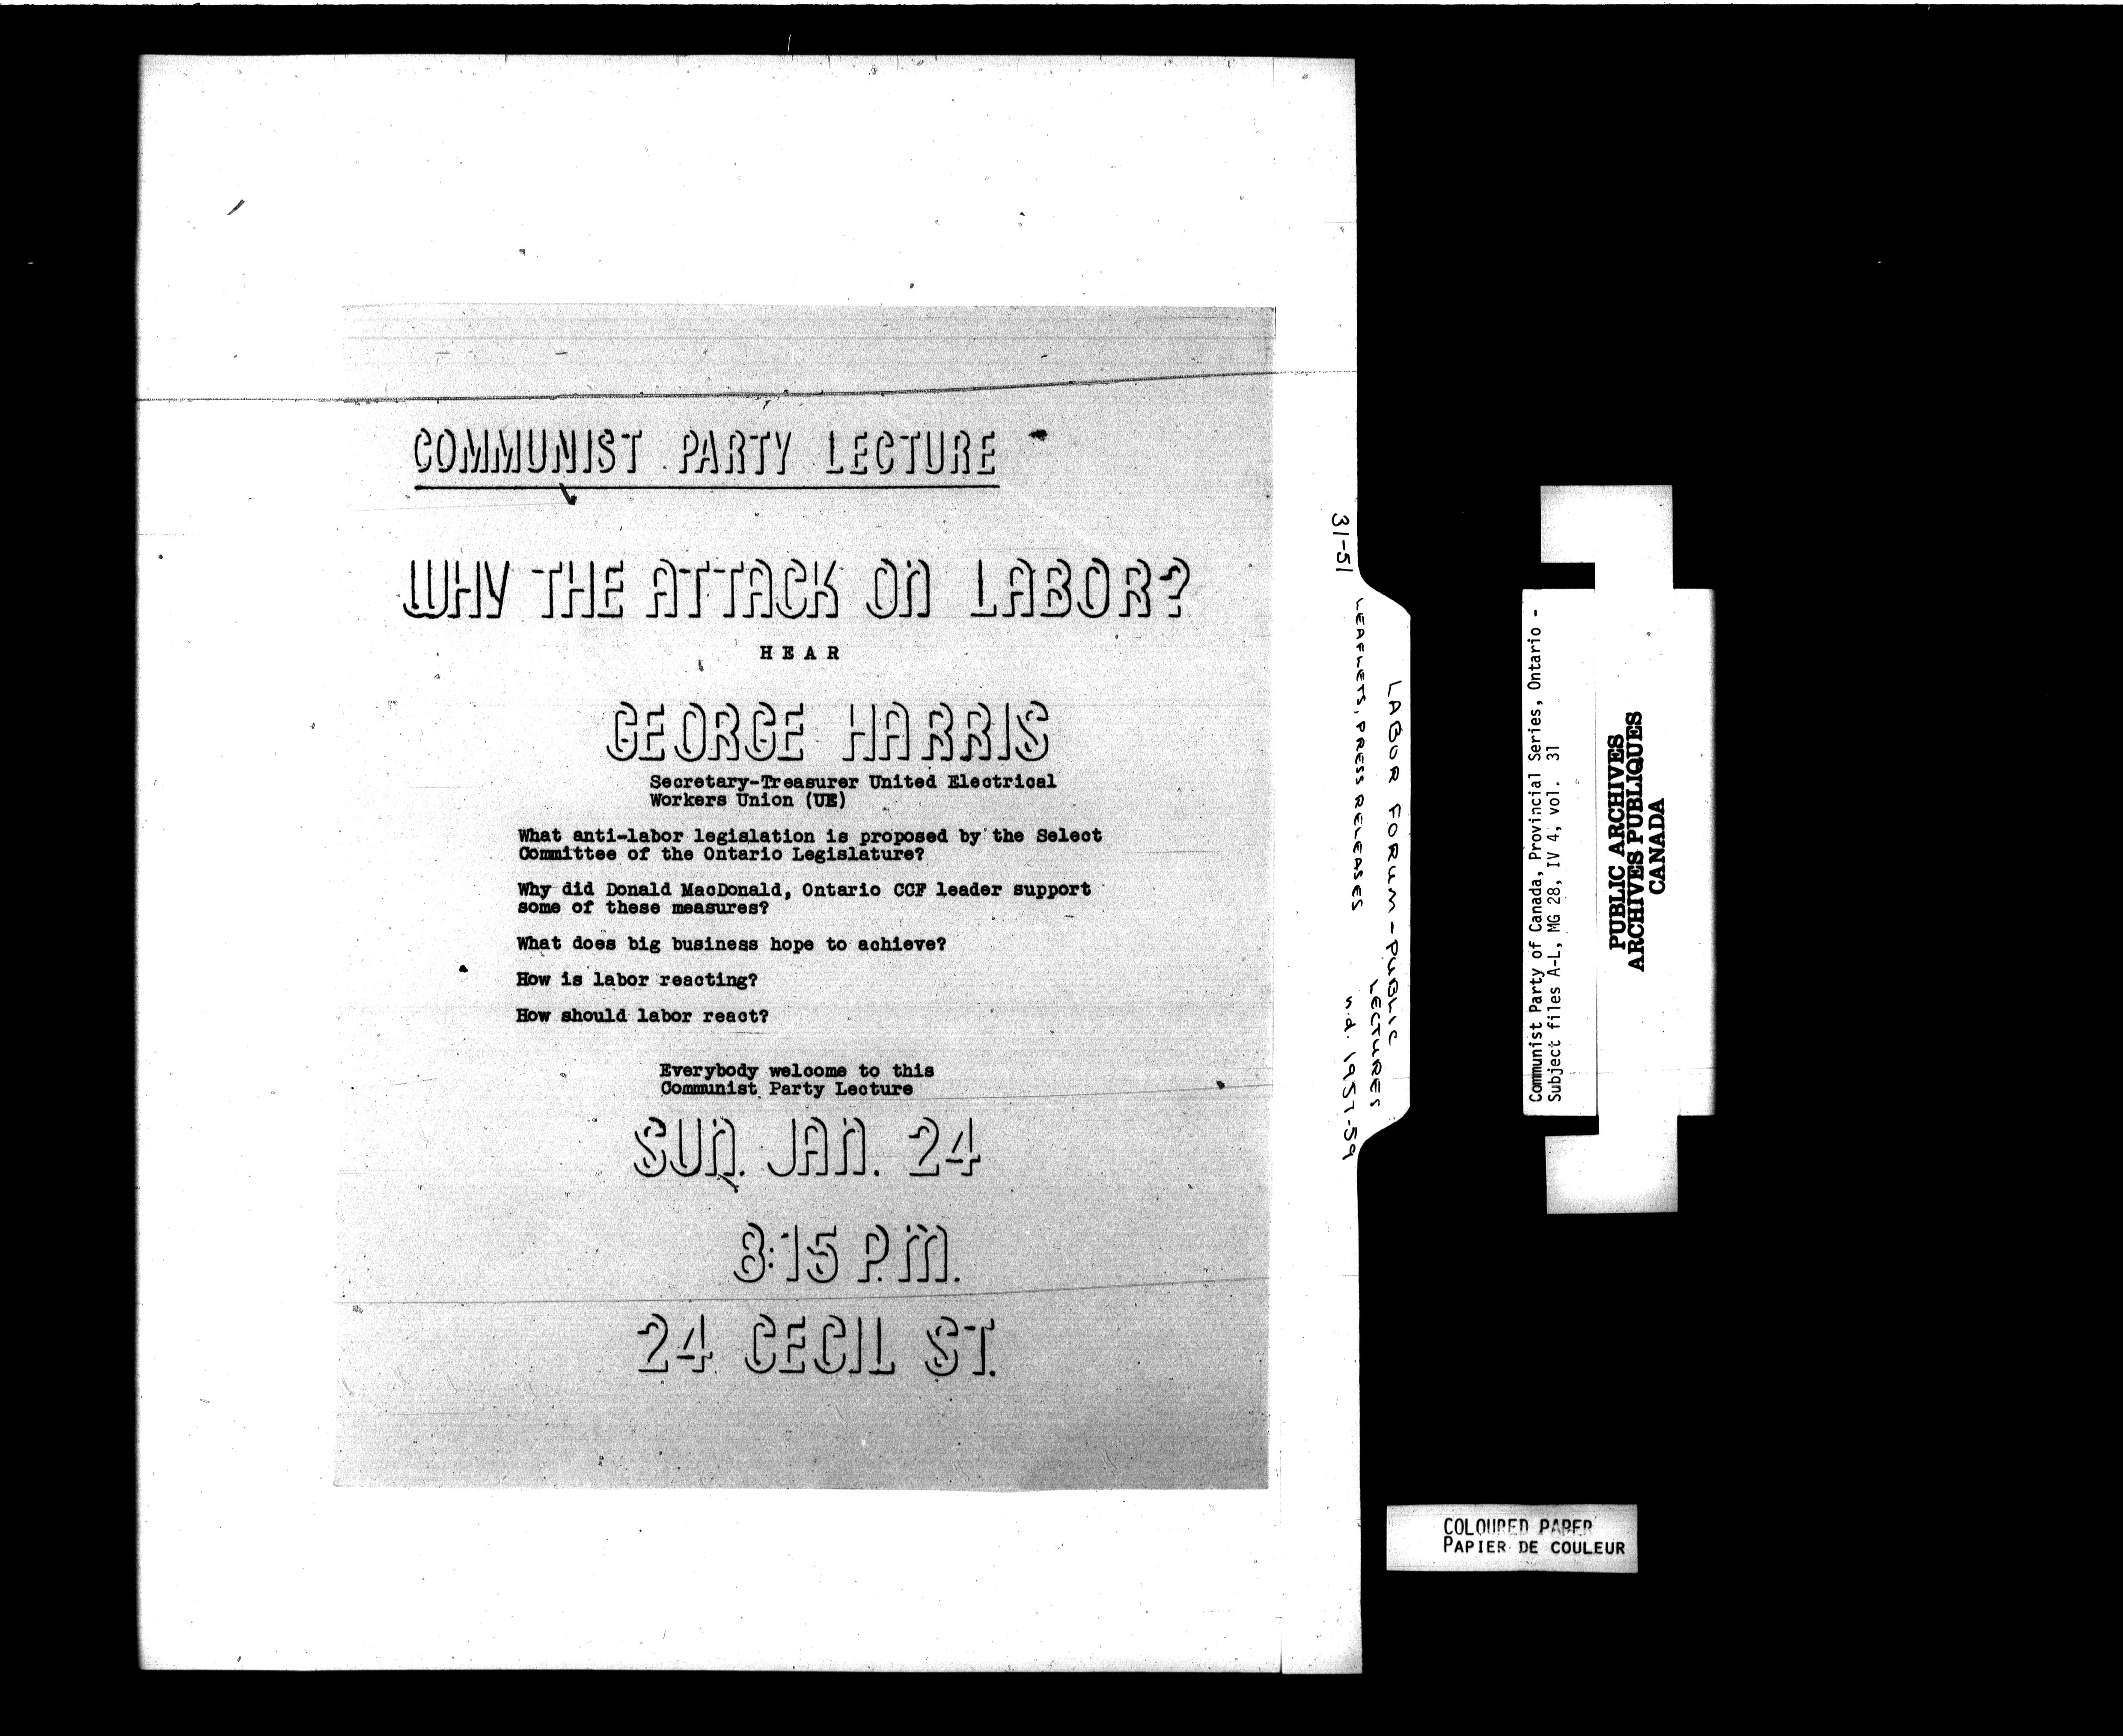 COMMUNIST PARTY LECTURE
WHY THE ATTACK ON LABOR?
HEAR
GEORGE HARRIS
Secretary-Treasurer United Electrical
Workers Union (UE)
What anti-labor legislation is proposed by the Select
Committee of the Ontario Legislature?
Why did Donald MacDonald, Ontario CCF leader support
some of these measures?
What does big business hope to achieve?
How is labor reacting?
How should labor react?
Everybody welcome to this
Communist Party Lecture
SUN. JAN. 24
8:15 P.M.
24 CECIL ST.
31-51
LABOR FORUM - PUBLIC
LECTURES
LEAFLETS, PRESS RELEASES
n.d. 1957-59
Communist Party of Canada, Provincial Series, Ontario -
Subject files A-L, MG 28, IV 4, vol. 31
PUBLIC ARCHIVES
ARCHIVES PUBLIQUES
CANADA
COLOURED PAPER
PAPIER DE COULEUR